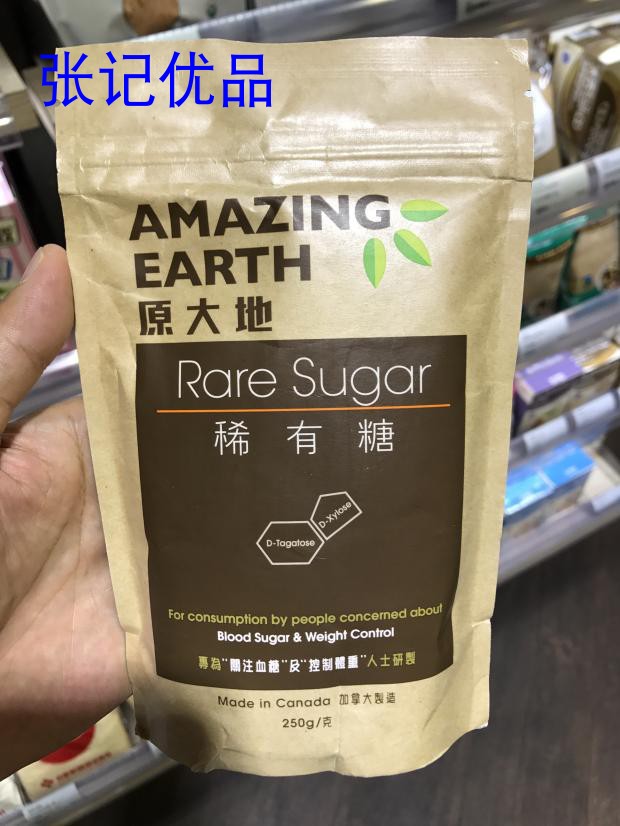 张记优品
AMAZING
EARTH
原大地
Rare Sugar
稀有糖
D-Xylose
D-Tagatose
For consumption by people concerned about
Blood Sugar & Weight Control
專為"關注血糖"及"控制體重"人士研製
Made in Canada 加拿大製造
250g/克